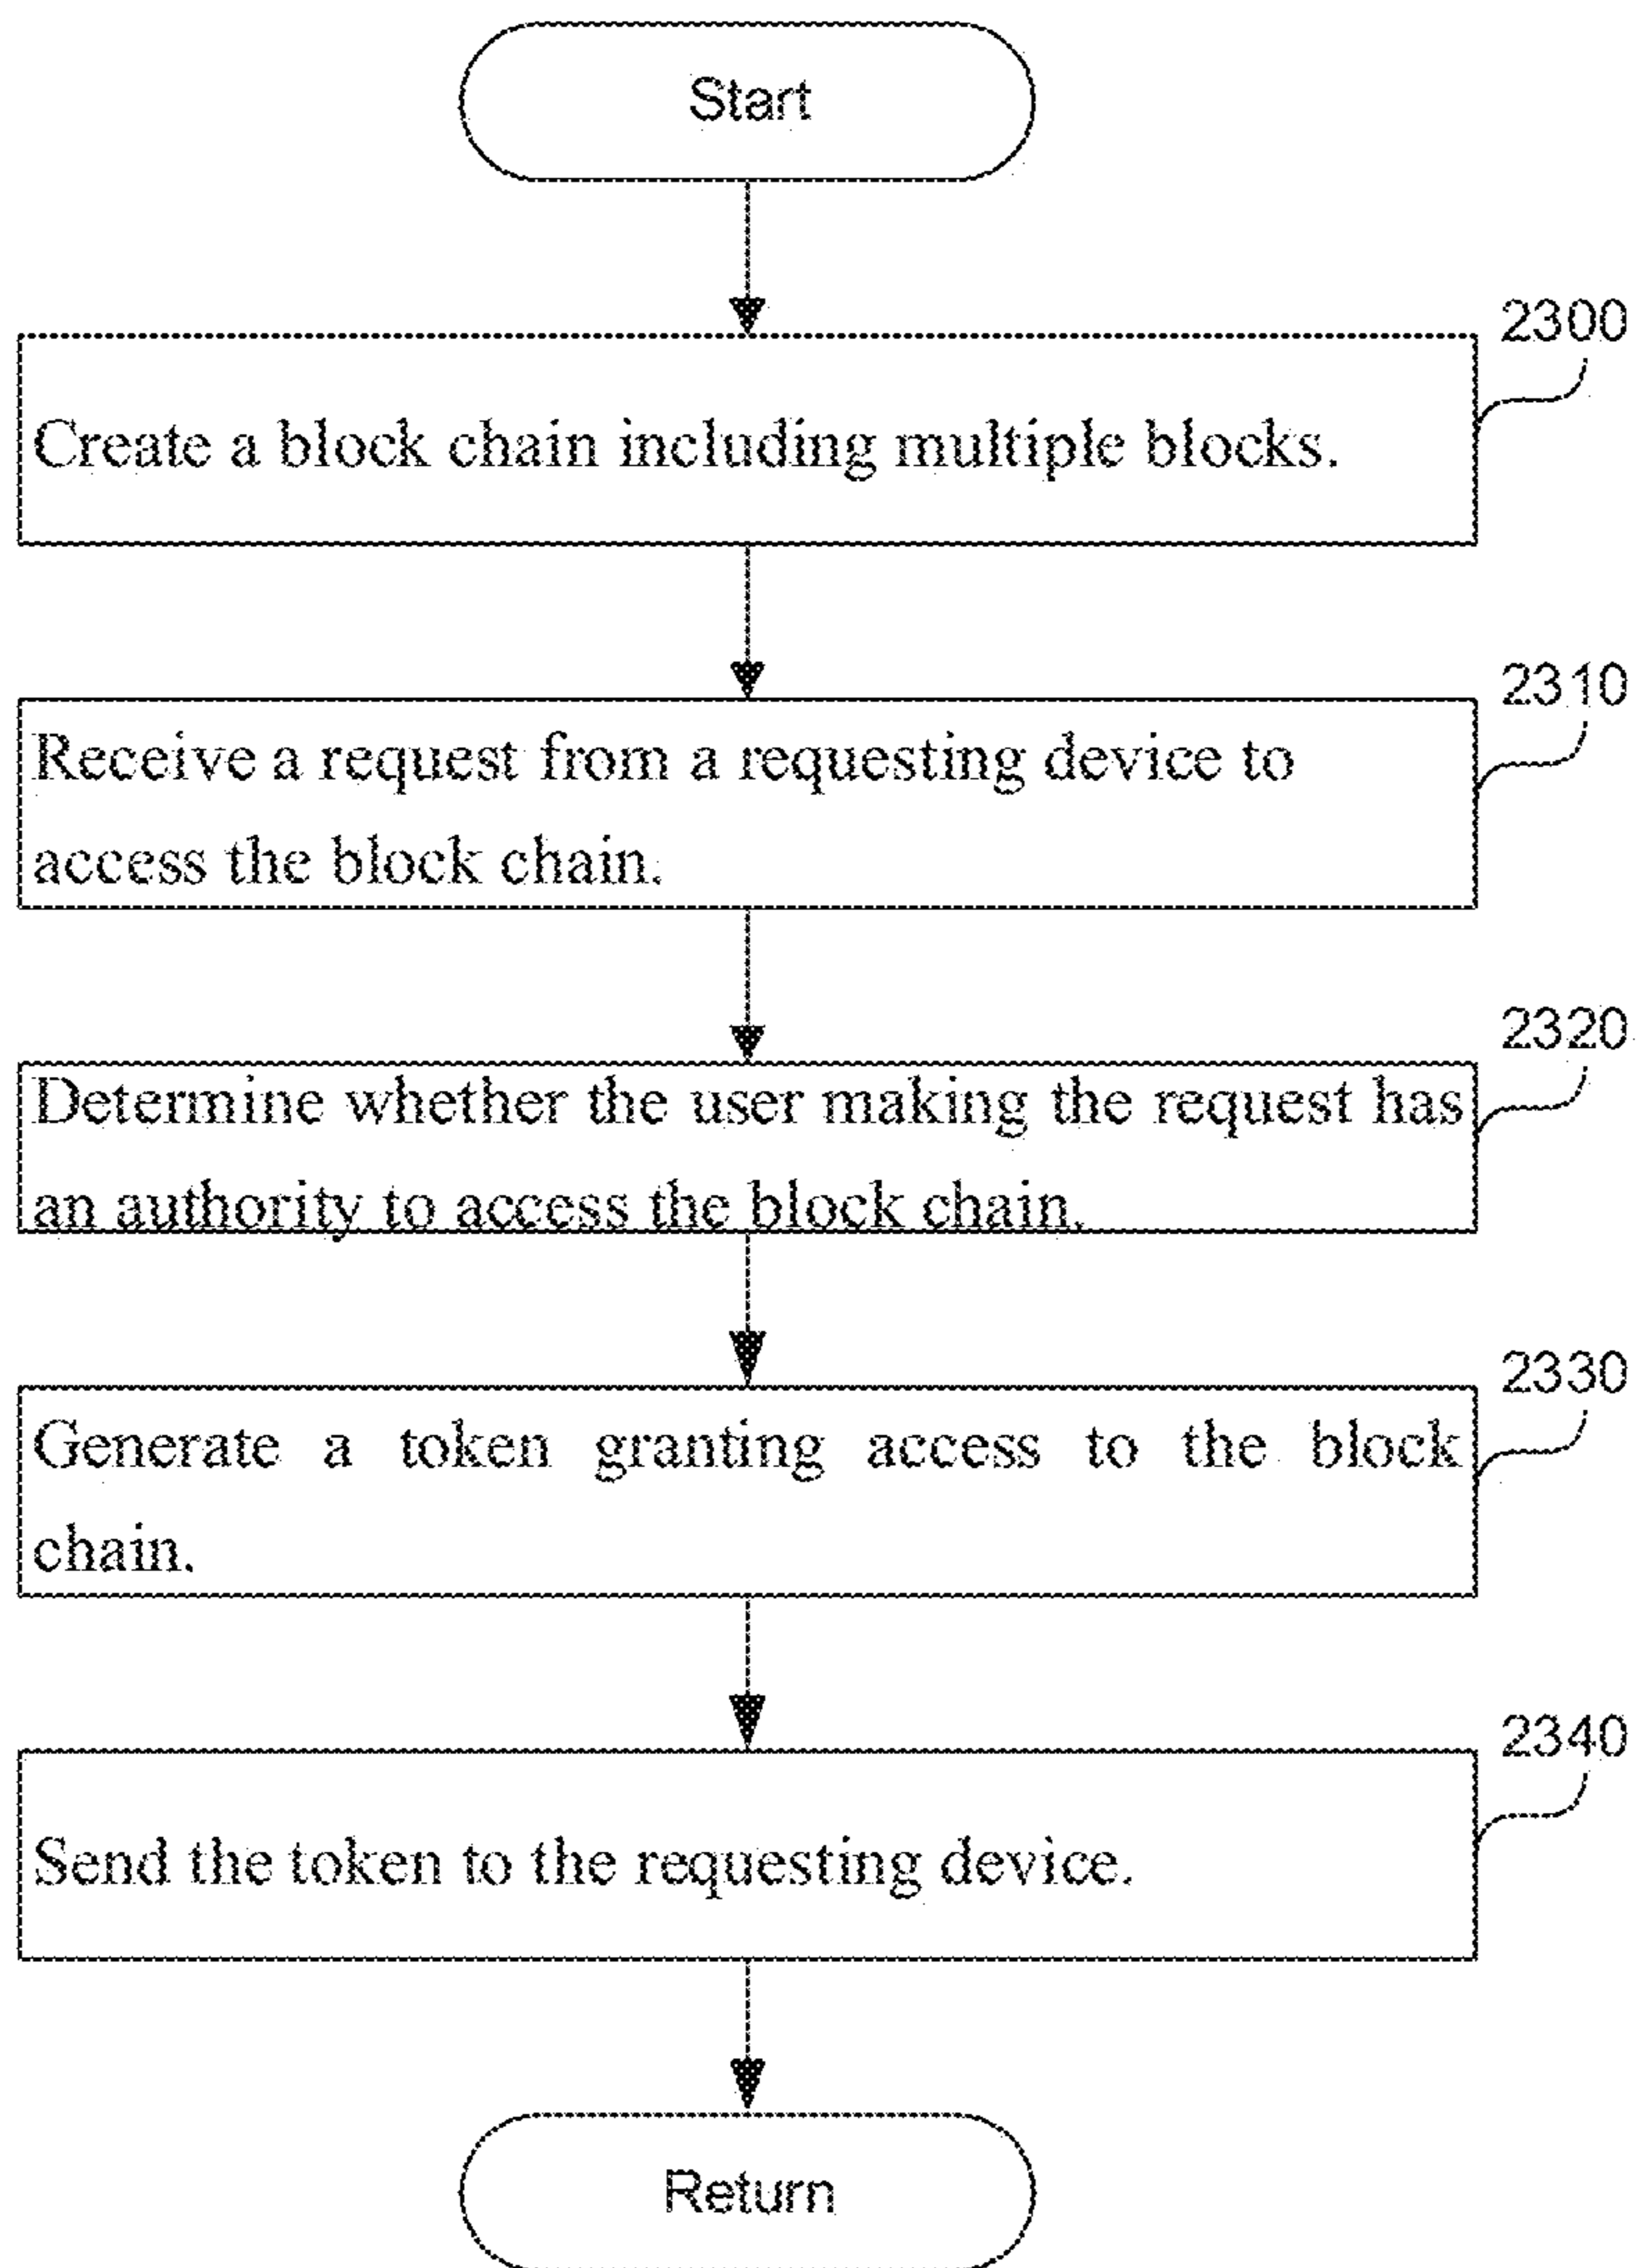 Start
2300
Create a block chain including multiple blocks.
2310
Receive a request from a requesting device to
access the block chain.
2320
Determine whether the user making the request has
an authority to access the block chain.
2330
Generate a token granting access to the block
chain.
2340
Send the token to the requesting device.
Return